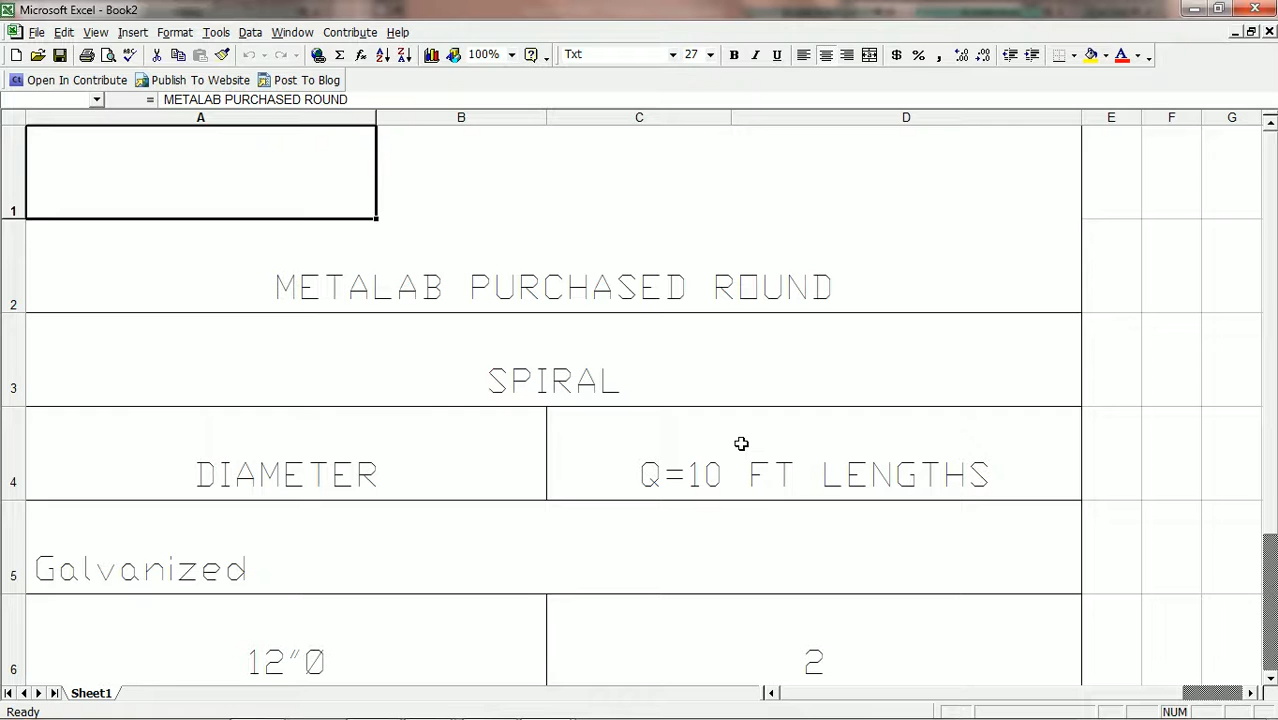 Microsoft Excel - Book2
File Edit View Insert Format Tools Data Window Contribute Help
100% Txt 27 B I U $ % ,
Open In Contribute Publish To Website Post To Blog
= METALAB PURCHASED ROUND
A B C D E F G
1
2 METALAB PURCHASED ROUND
3 SPIRAL
4 DIAMETER Q=10 FT LENGTHS
5 Galvanized
6 12"0 2
Sheet1
Ready NUM